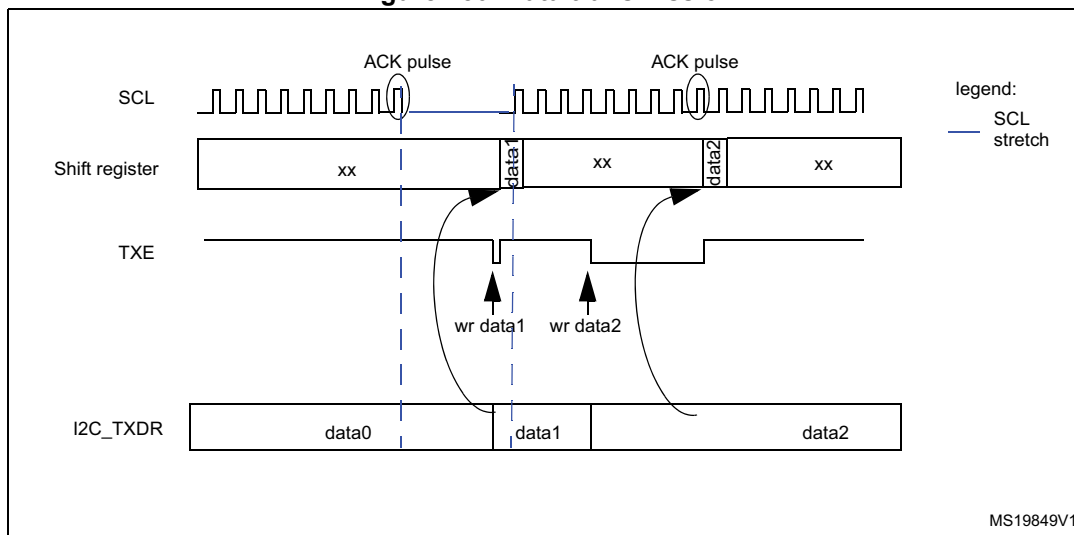 ACK pulse
ACK pulse
SCL
legend:
SCL
stretch
Shift register
xx
data1
xx
data2
xx
TXE
wr data1
wr data2
I2C_TXDR
data0
data1
data2
MS19849V1